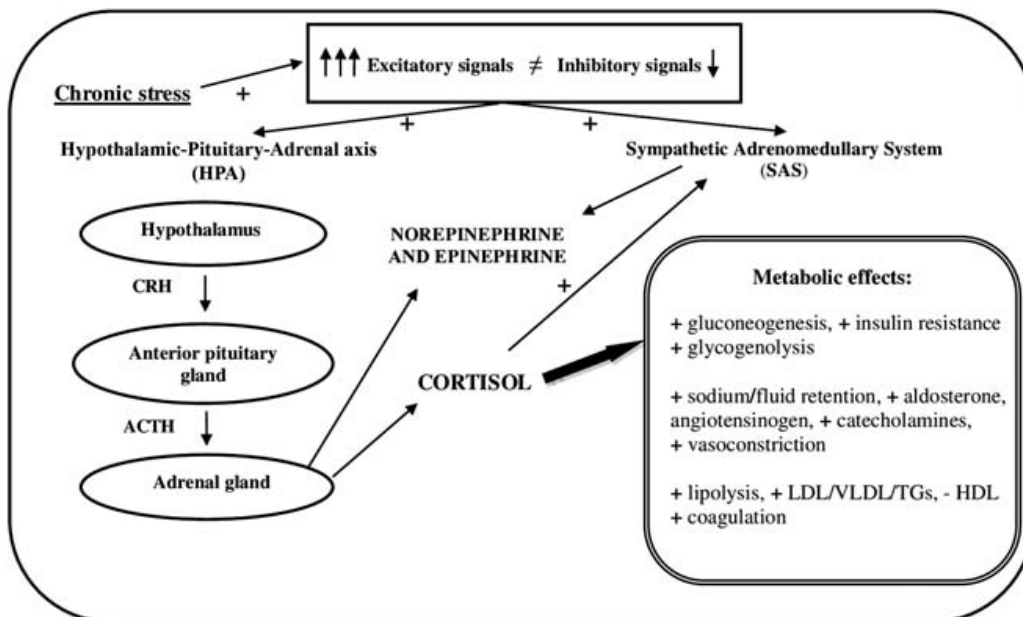 ↑↑↑ Excitatory signals ≠ Inhibitory signals ↓
Chronic stress
+
+
+
Hypothalamic-Pituitary-Adrenal axis
(HPA)
Sympathetic Adrenomedullary System
(SAS)
Hypothalamus
CRH
Anterior pituitary
gland
ACTH
Adrenal gland
NOREPINEPHRINE
AND EPINEPHRINE
+
CORTISOL
Metabolic effects:
+ gluconeogenesis, + insulin resistance
+ glycogenolysis
+ sodium/fluid retention, + aldosterone,
angiotensinogen, + catecholamines,
+ vasoconstriction
+ lipolysis, + LDL/VLDL/TGs, - HDL
+ coagulation